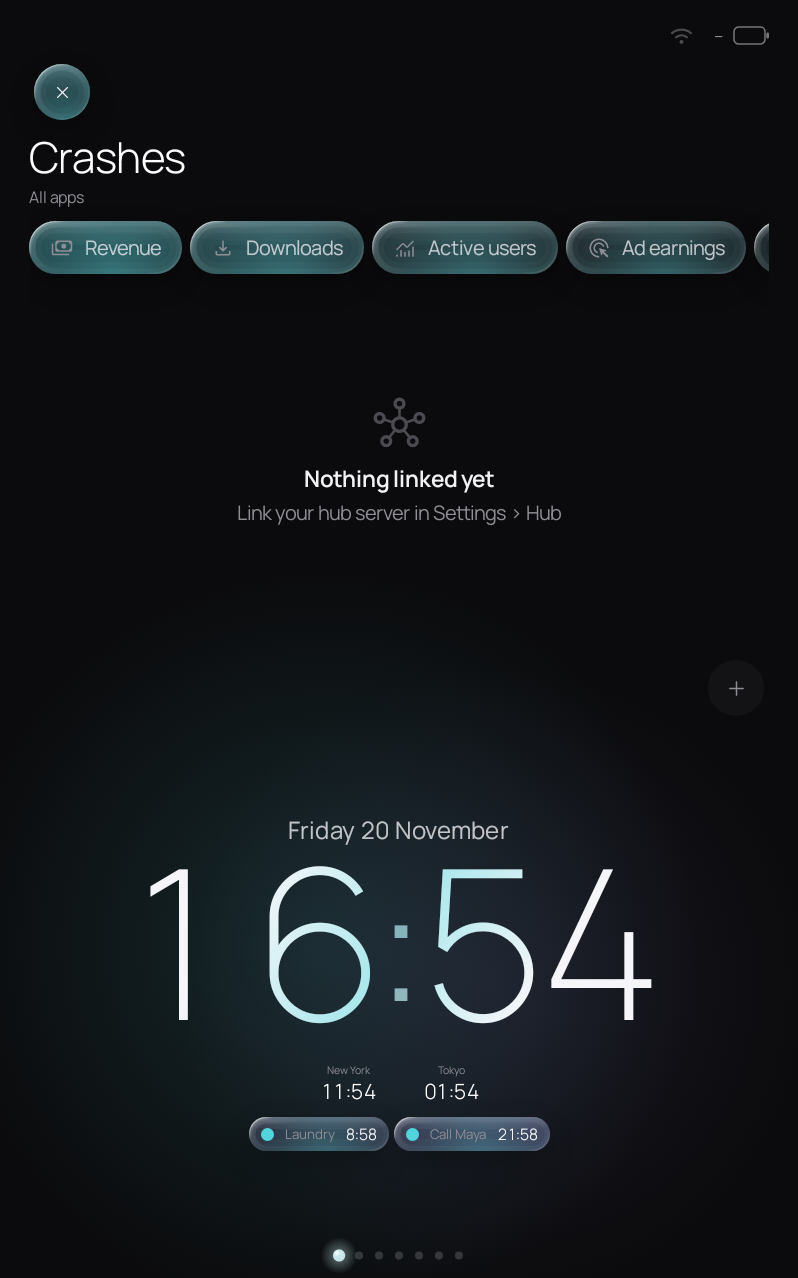 –
Crashes
All apps
Revenue Downloads Active users Ad earnings
Nothing linked yet
Link your hub server in Settings > Hub
Friday 20 November
16:54
New York Tokyo
11:54 01:54
Laundry 8:58 Call Maya 21:58